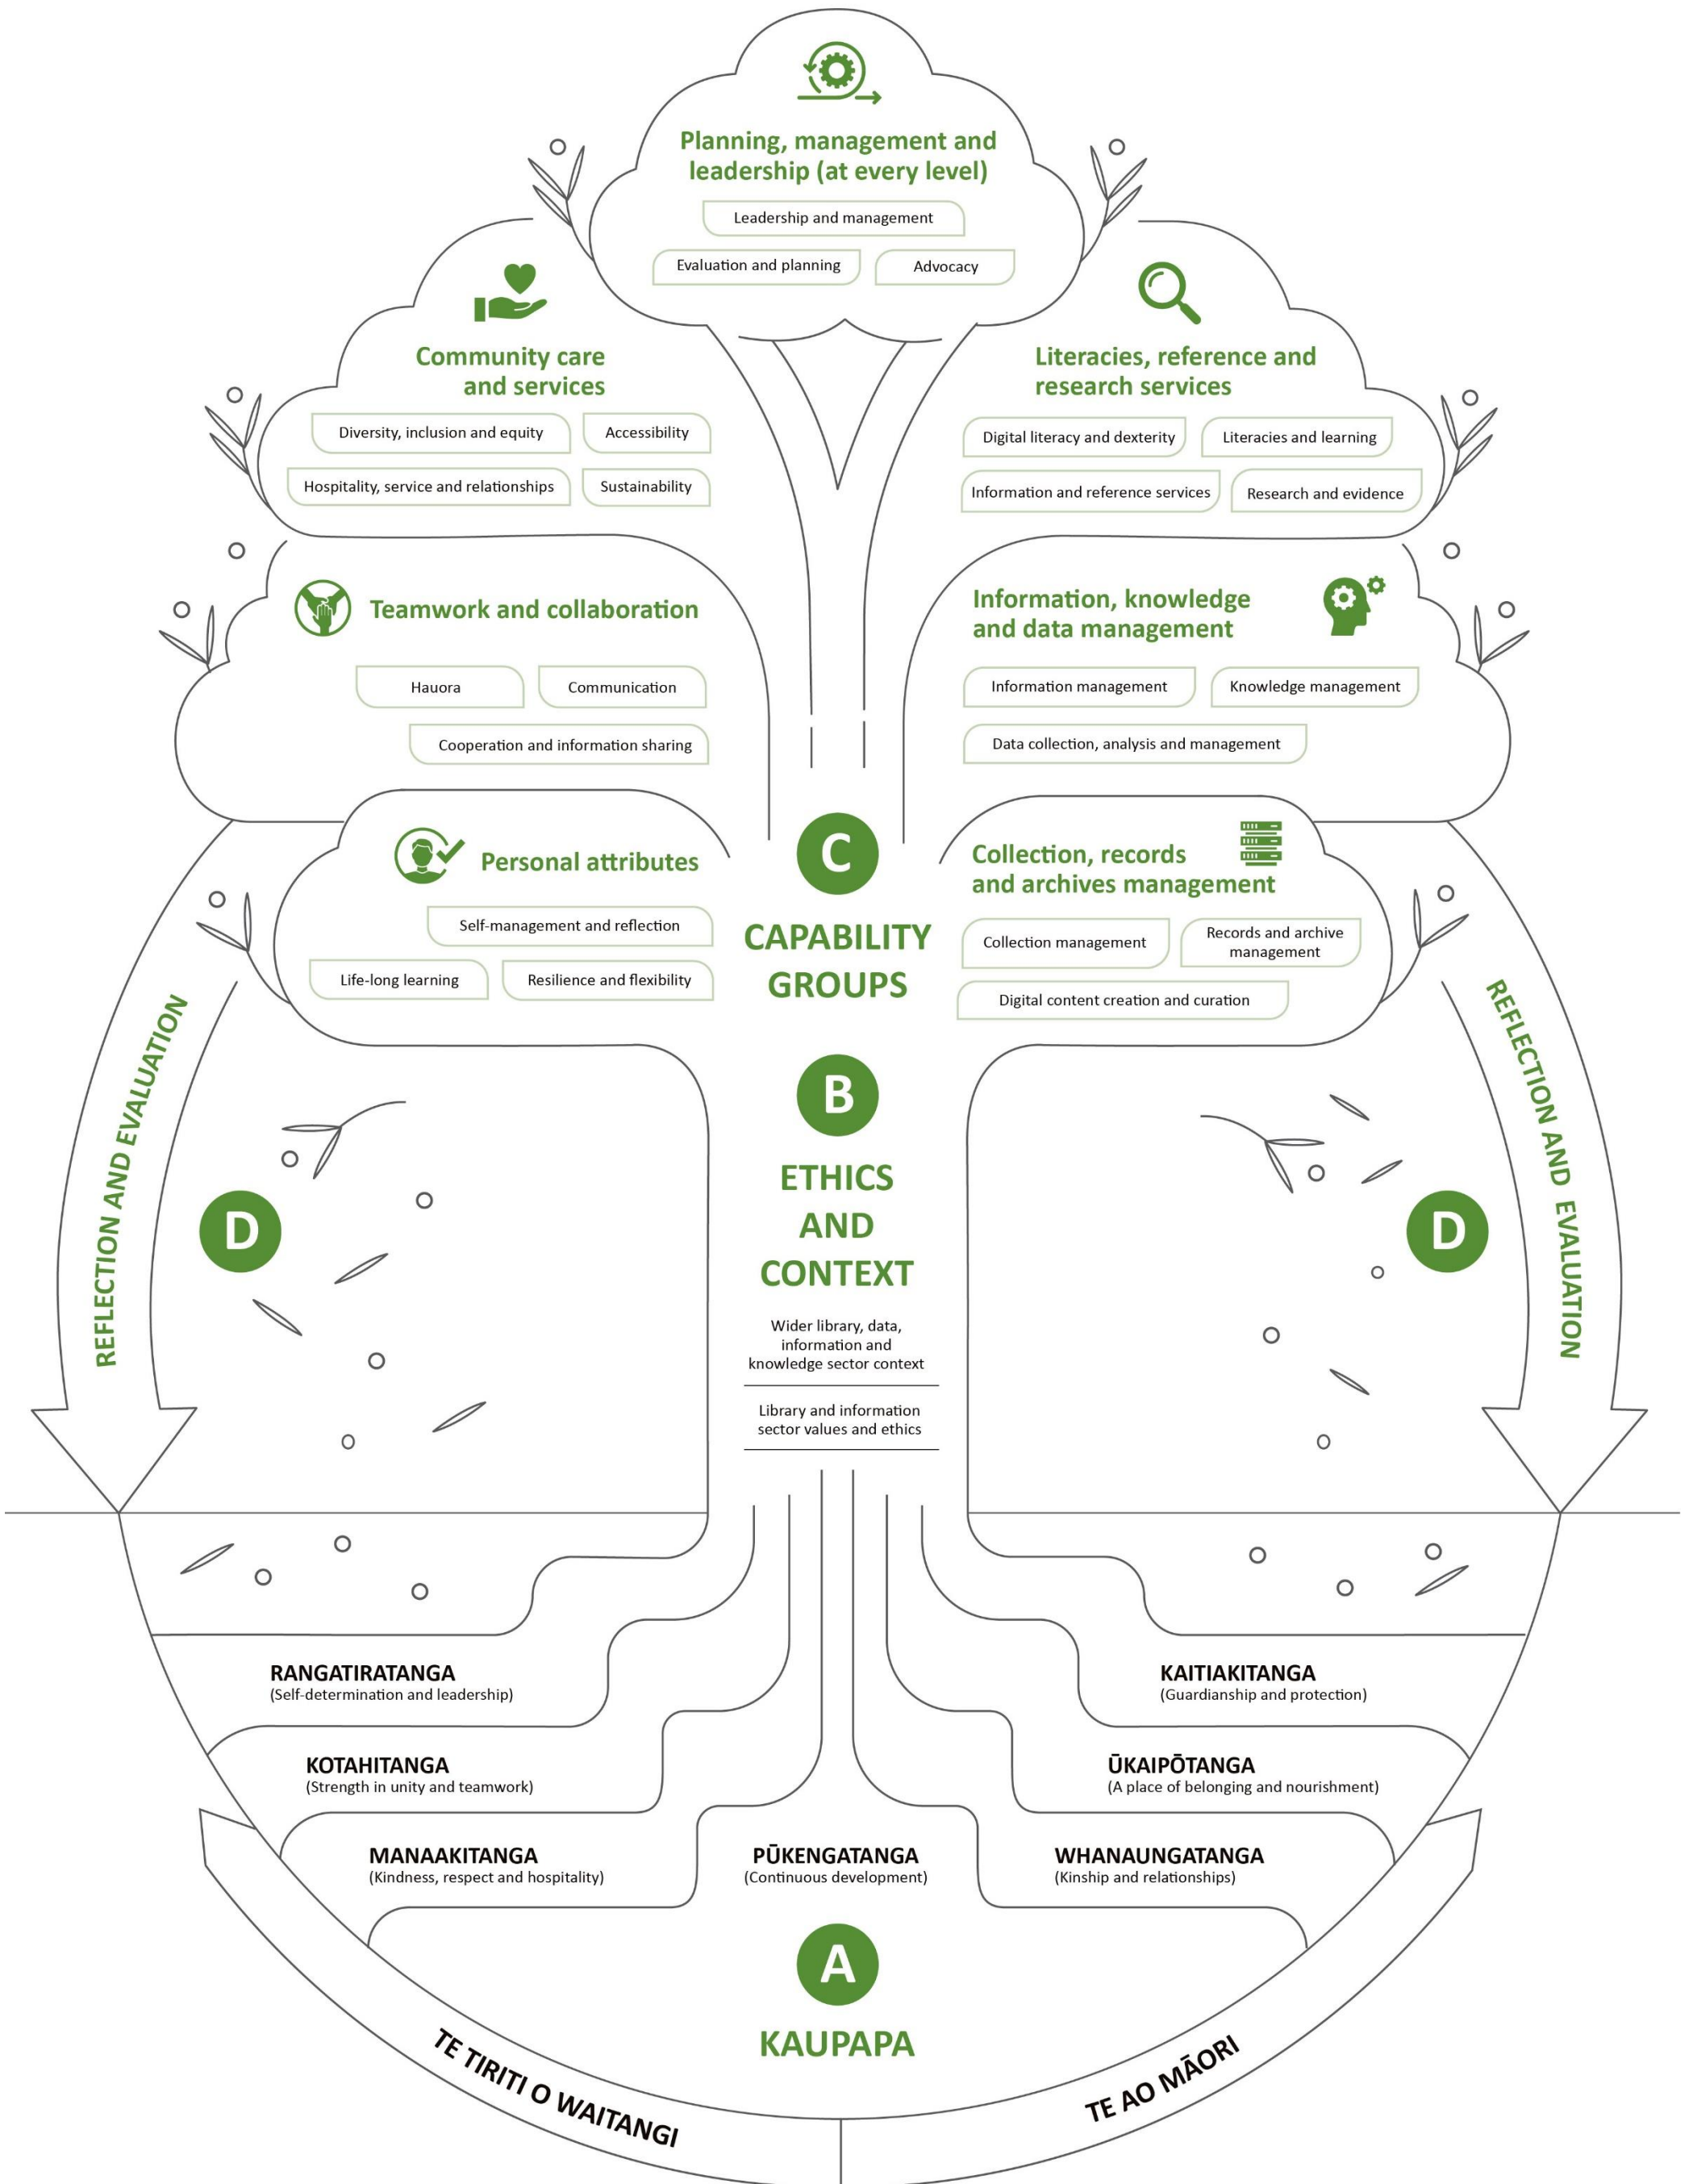 Planning, management and
leadership (at every level)
Leadership and management
Evaluation and planning
Advocacy
Community care
and services
Diversity, inclusion and equity
Accessibility
Hospitality, service and relationships
Sustainability
Literacies, reference and
research services
Digital literacy and dexterity
Literacies and learning
Information and reference services
Research and evidence
Teamwork and collaboration
Hauora
Communication
Cooperation and information sharing
Information, knowledge
and data management
Information management
Knowledge management
Data collection, analysis and management
Personal attributes
Self-management and reflection
Life-long learning
Resilience and flexibility
C
CAPABILITY
GROUPS
Collection, records
and archives management
Collection management
Records and archive
management
Digital content creation and curation
REFLECTION AND EVALUATION
D
B
ETHICS
AND
CONTEXT
Wider library, data,
information and
knowledge sector context
Library and information
sector values and ethics
D
REFLECTION AND EVALUATION
RANGATIRATANGA
(Self-determination and leadership)
KAITIAKITANGA
(Guardianship and protection)
KOTAHITANGA
(Strength in unity and teamwork)
ŪKAIPŌTANGA
(A place of belonging and nourishment)
MANAAKITANGA
(Kindness, respect and hospitality)
PŪKENGATANGA
(Continuous development)
WHANAUNGATANGA
(Kinship and relationships)
A
KAUPAPA
TE TIRITI O WAITANGI
TE AO MĀORI